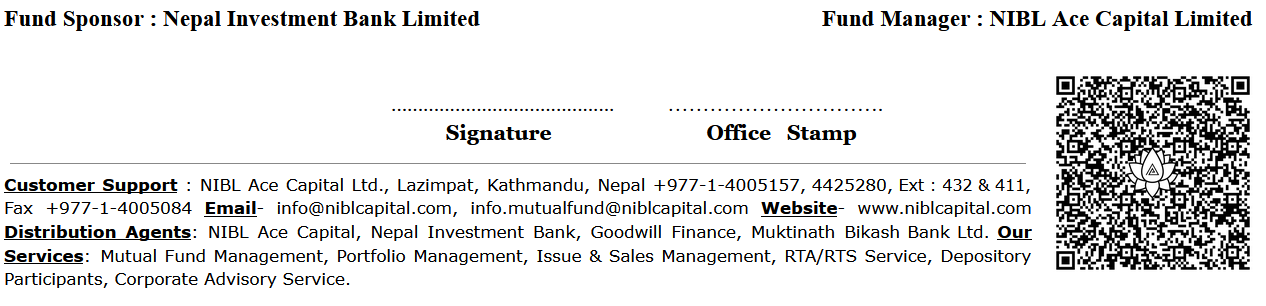 Fund Sponsor : Nepal Investment Bank Limited
Fund Manager : NIBL Ace Capital Limited
........................................... …………………………….
Signature Office Stamp
Customer Support : NIBL Ace Capital Ltd., Lazimpat, Kathmandu, Nepal +977-1-4005157, 4425280, Ext : 432 & 411,
Fax +977-1-4005084 Email- info@niblcapital.com, info.mutualfund@niblcapital.com Website- www.niblcapital.com
Distribution Agents: NIBL Ace Capital, Nepal Investment Bank, Goodwill Finance, Muktinath Bikash Bank Ltd. Our
Services: Mutual Fund Management, Portfolio Management, Issue & Sales Management, RTA/RTS Service, Depository
Participants, Corporate Advisory Service.